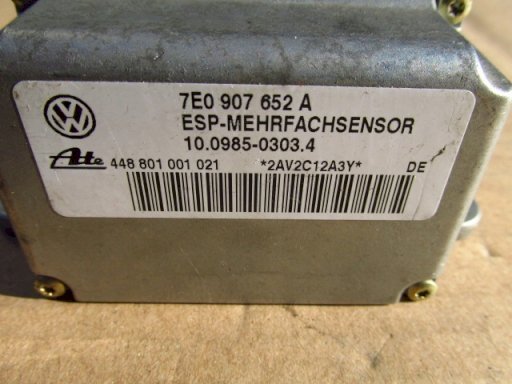 7E0 907 652 A
ESP-MEHRFACHSENSOR
10.0985-0303.4
Ate 448 801 001 021 *2AV2C12A3Y* DE